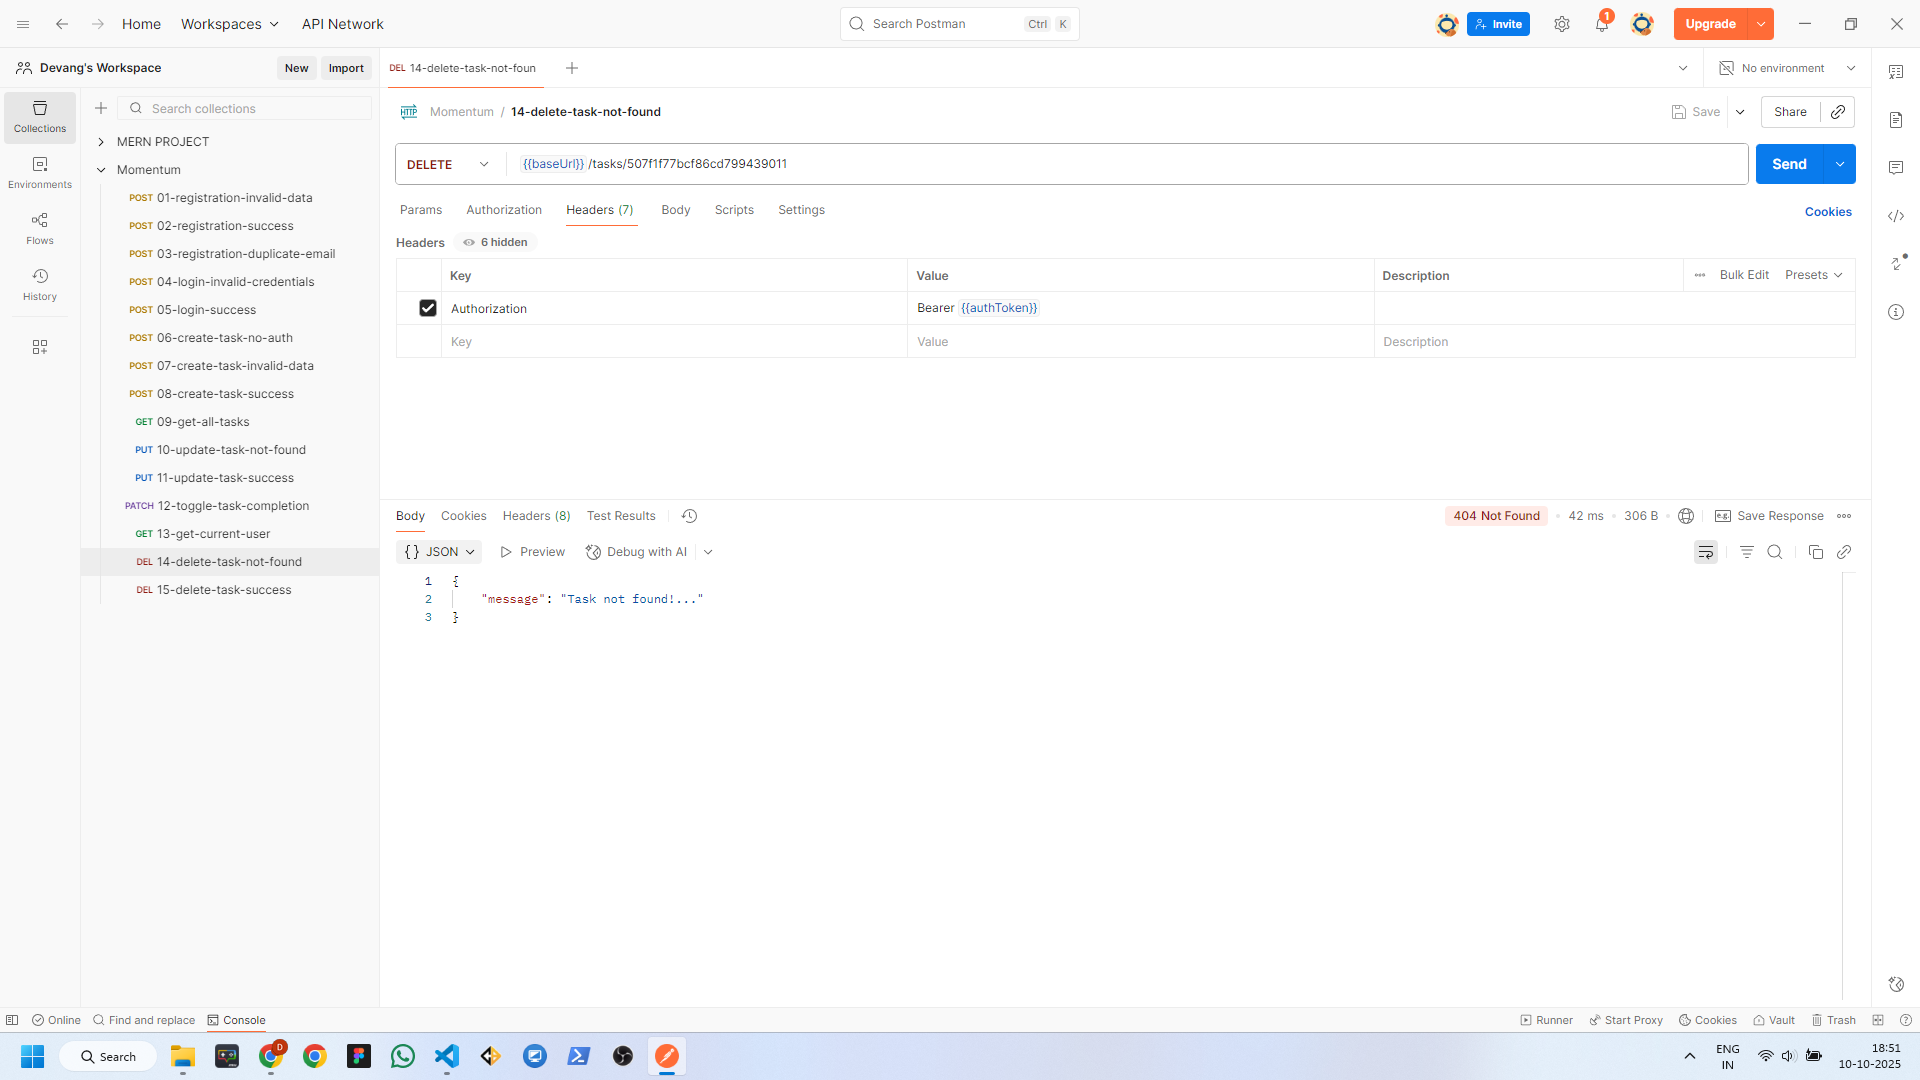 Home
Workspaces
API Network
Search Postman
Ctrl
K
Invite
1
Upgrade
Devang's Workspace
New
Import
DEL 14-delete-task-not-foun
No environment
Collections
Environments
Flows
History
Search collections
MERN PROJECT
Momentum
POST 01-registration-invalid-data
POST 02-registration-success
POST 03-registration-duplicate-email
POST 04-login-invalid-credentials
POST 05-login-success
POST 06-create-task-no-auth
POST 07-create-task-invalid-data
POST 08-create-task-success
GET 09-get-all-tasks
PUT 10-update-task-not-found
PUT 11-update-task-success
PATCH 12-toggle-task-completion
GET 13-get-current-user
DEL 14-delete-task-not-found
DEL 15-delete-task-success
HTTP Momentum / 14-delete-task-not-found
Save
Share
DELETE
{{baseUrl}} /tasks/507f1f77bcf86cd799439011
Send
Params
Authorization
Headers (7)
Body
Scripts
Settings
Cookies
Headers
6 hidden
Key
Value
Description
Bulk Edit
Presets
Authorization
Bearer {{authToken}}
Key
Value
Description
Body
Cookies
Headers (8)
Test Results
404 Not Found
42 ms
306 B
e.g.
Save Response
{} JSON
Preview
Debug with AI
1 {
2 "message": "Task not found!..."
3 }
Online
Find and replace
Console
Runner
Start Proxy
Cookies
Vault
Trash
Search
D
ENG
IN
18:51
10-10-2025